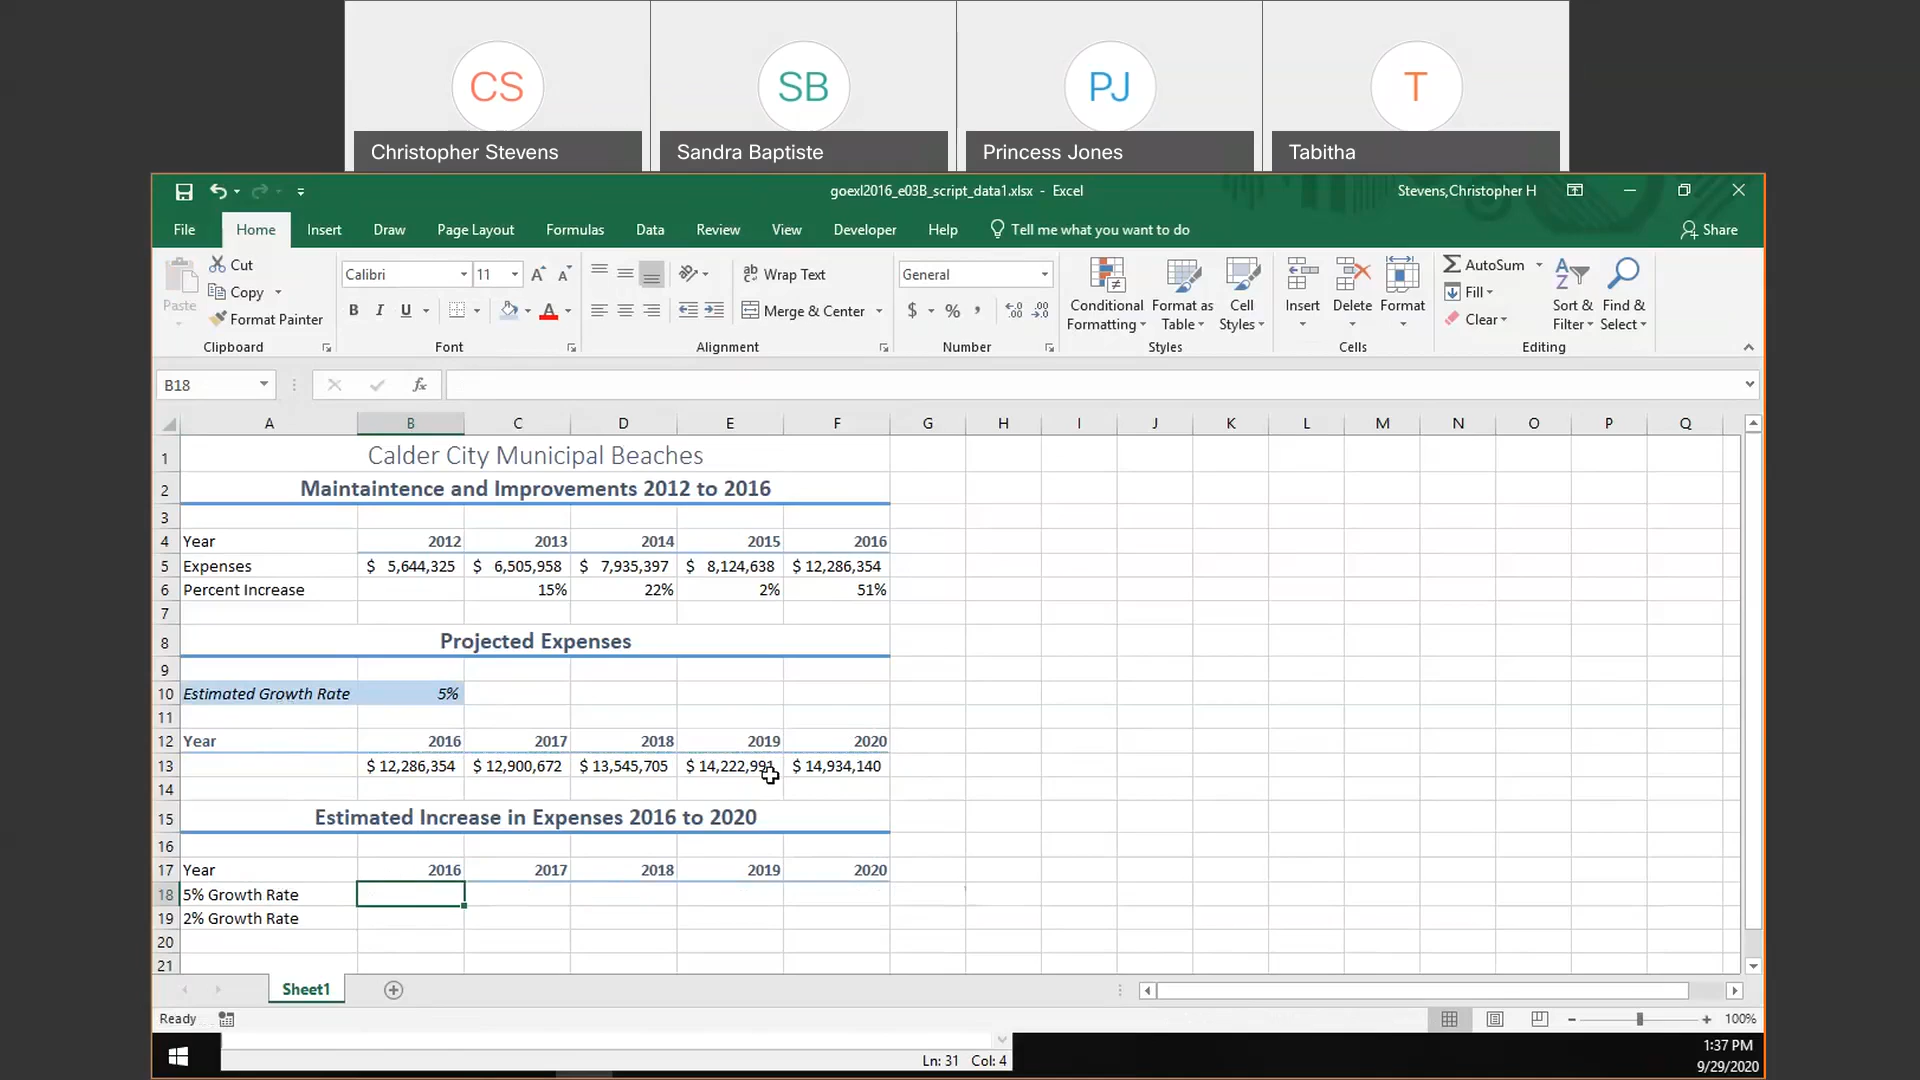 CS SB PJ T
Christopher Stevens Sandra Baptiste Princess Jones Tabitha
goexl2016_e03B_script_data1.xlsx - Excel Stevens,Christopher H
File Home Insert Draw Page Layout Formulas Data Review View Developer Help Tell me what you want to do Share
Paste Cut Copy Format Painter Clipboard
Calibri 11 A A B I U A Font
ab Wrap Text Merge & Center Alignment
General $ % , .0 .00 .00 .0 Number
Conditional Formatting Format as Table Cell Styles Styles
Insert Delete Format Cells
AutoSum Fill Clear Sort & Filter Find & Select Editing
B18 fx
A B C D E F G H I J K L M N O P Q
1 Calder City Municipal Beaches
2 Maintaintence and Improvements 2012 to 2016
3
4 Year 2012 2013 2014 2015 2016
5 Expenses $ 5,644,325 $ 6,505,958 $ 7,935,397 $ 8,124,638 $ 12,286,354
6 Percent Increase 15% 22% 2% 51%
7
8 Projected Expenses
9
10 Estimated Growth Rate 5%
11
12 Year 2016 2017 2018 2019 2020
13 $ 12,286,354 $ 12,900,672 $ 13,545,705 $ 14,222,991 $ 14,934,140
14
15 Estimated Increase in Expenses 2016 to 2020
16
17 Year 2016 2017 2018 2019 2020
18 5% Growth Rate
19 2% Growth Rate
20
21
Sheet1
Ready 100%
Ln: 31 Col: 4
1:37 PM
9/29/2020